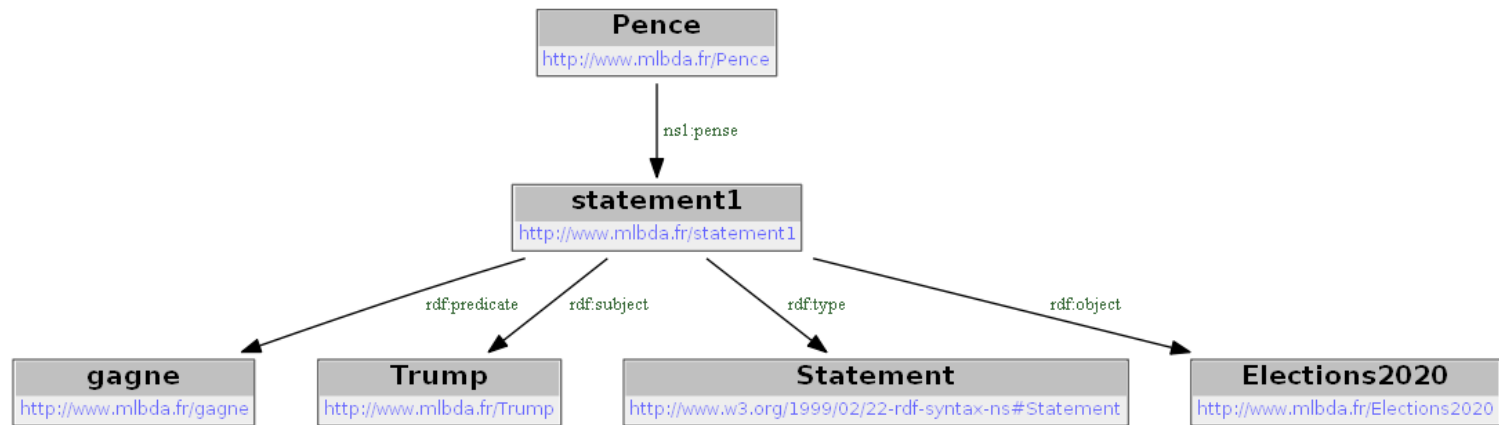 Pence
http://www.mlbda.fr/Pence
ns1:pense
statement1
http://www.mlbda.fr/statement1
rdf:predicate
rdf:subject
rdf:type
rdf:object
gagne
http://www.mlbda.fr/gagne
Trump
http://www.mlbda.fr/Trump
Statement
http://www.w3.org/1999/02/22-rdf-syntax-ns#Statement
Elections2020
http://www.mlbda.fr/Elections2020